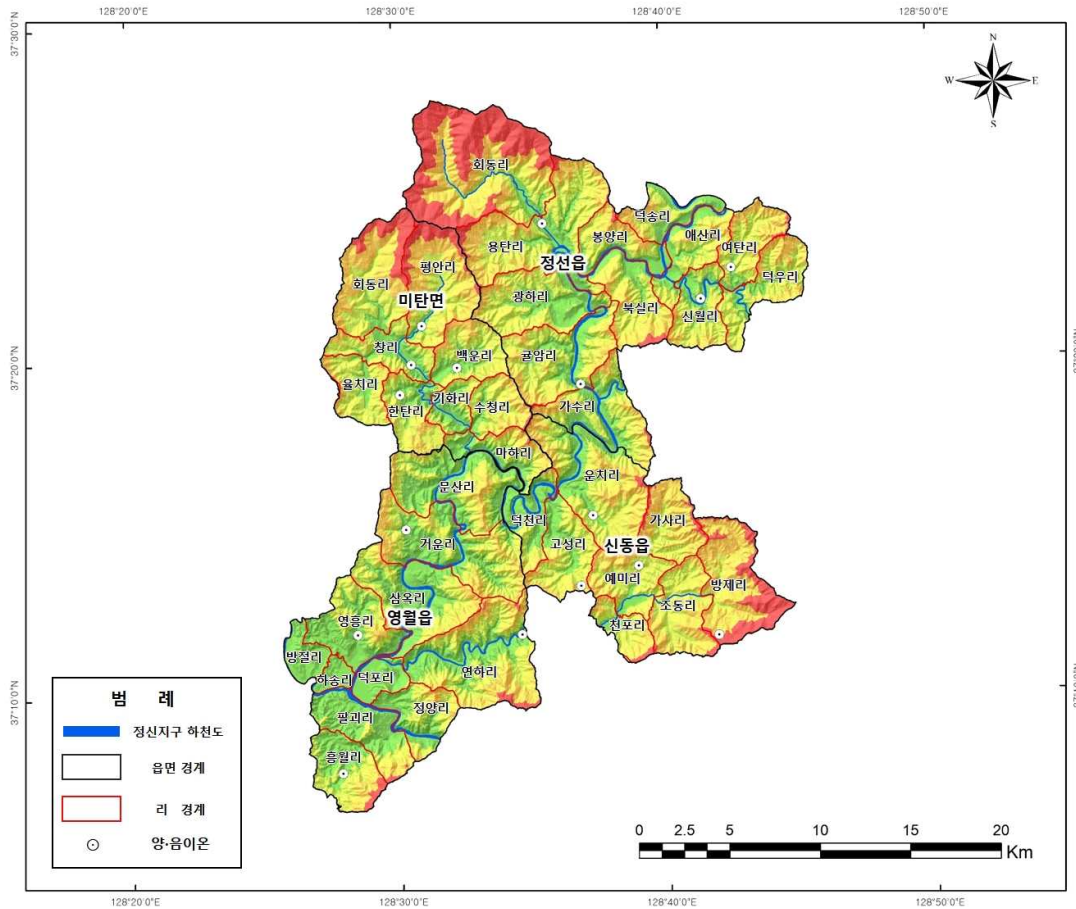 128°20'0"E
128°30'0"E
128°40'0"E
128°50'0"E
37°30'0"N
N
W
E
S
회동리
덕송리
봉양리
애산리
여탄리
용탄리
정선읍
평안리
덕우리
회동리
미탄면
광하리
북실리
신월리
창리
백운리
귤암리
37°20'0"N
율치리
기화리
수청리
가수리
한탄리
마하리
운치리
문산리
덕천리
가사리
거운리
고성리
신동읍
예미리
방제리
삼옥리
조동리
영월읍
영흥리
천포리
방절리
연하리
하송리
덕포리
정양리
37°10'0"N
팔괴리
흥월리
범 례
정신지구 하천도
읍면 경계
리 경계
양·음이온
0 2.5 5 10 15 20
Km
128°20'0"E
128°30'0"E
128°40'0"E
128°50'0"E